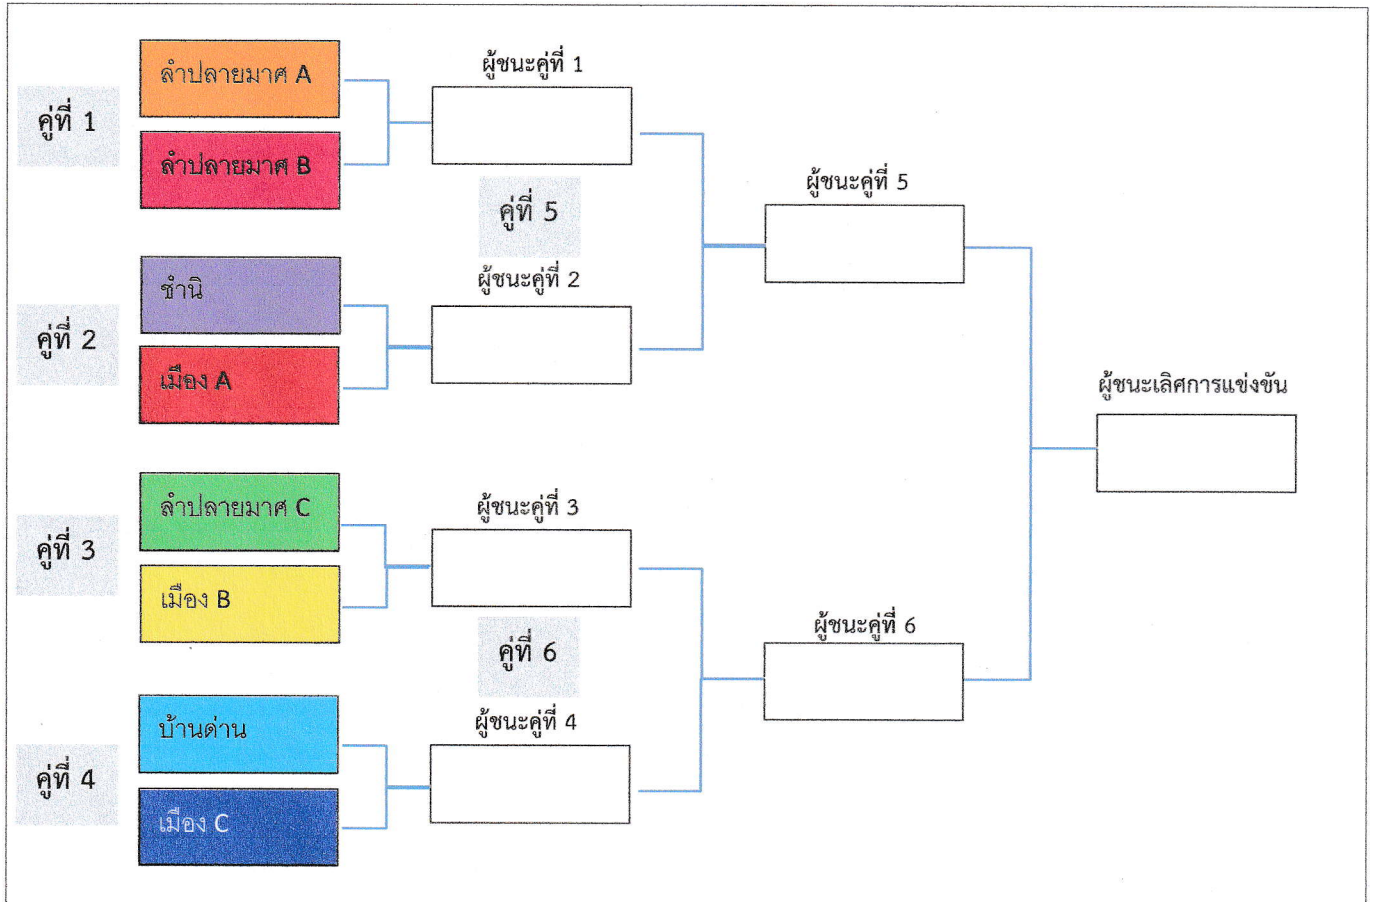 คู่ที่ 1
ลำปลายมาศ A
ลำปลายมาศ B
ผู้ชนะคู่ที่ 1
คู่ที่ 5
ผู้ชนะคู่ที่ 5
คู่ที่ 2
ชำนิ
เมือง A
ผู้ชนะคู่ที่ 2
ผู้ชนะเลิศการแข่งขัน
คู่ที่ 3
ลำปลายมาศ C
เมือง B
ผู้ชนะคู่ที่ 3
คู่ที่ 6
ผู้ชนะคู่ที่ 6
คู่ที่ 4
บ้านด่าน
เมือง C
ผู้ชนะคู่ที่ 4